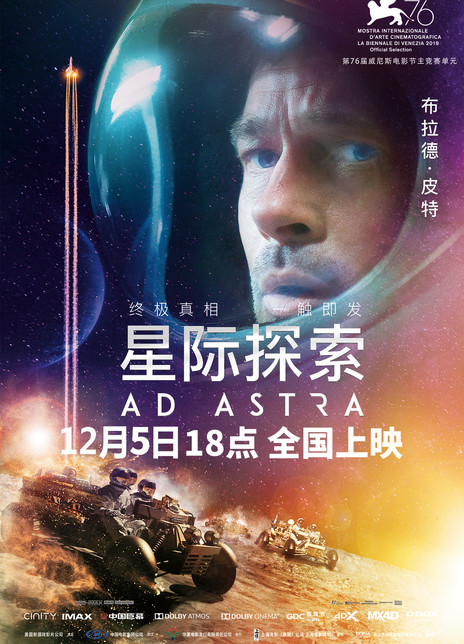 76
MOSTRA INTERNAZIONALE
D'ARTE CINEMATOGRAFICA
LA BIENNALE DI VENEZIA 2019
Official Selection
第76届威尼斯电影节主竞赛单元
布拉德·皮特
终极真相 一触即发
星际探索
AD ASTRA
12月5日18点 全国上映
CINITY IMAX 中国巨幕 DOLBY ATMOS DOLBY CINEMA GDC 4DX MX4D D-BOX